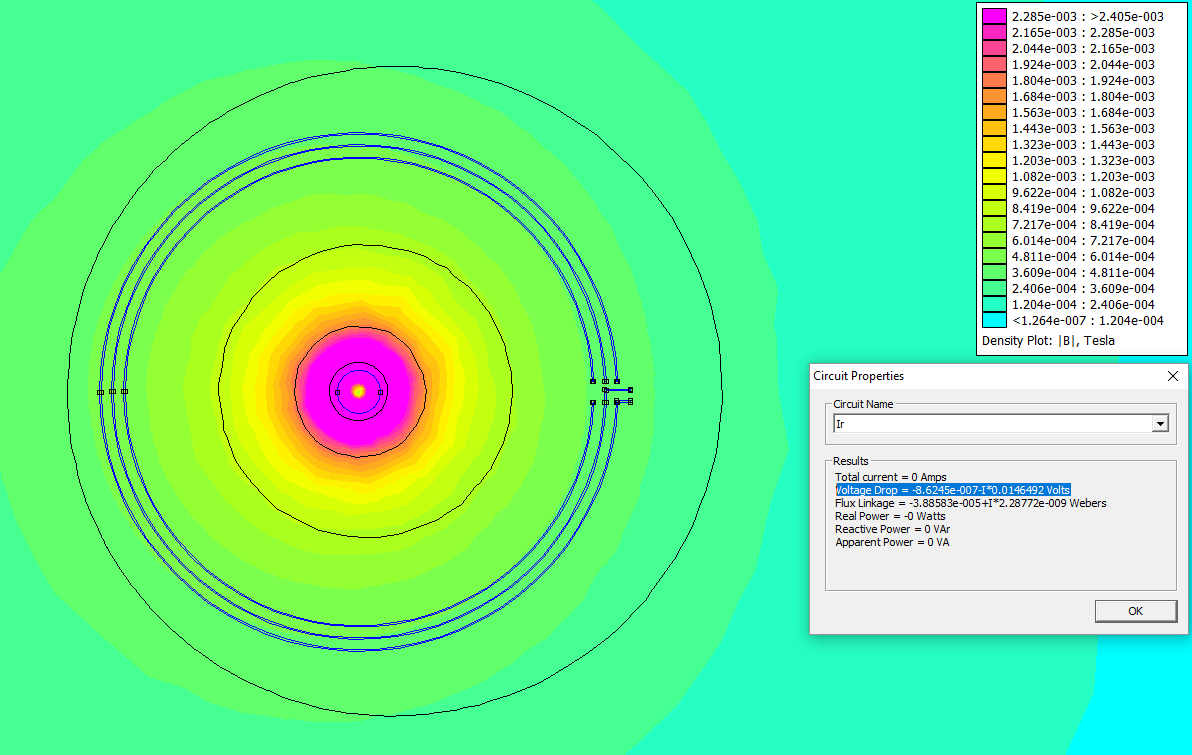 2.285e-003 : >2.405e-003
2.165e-003 : 2.285e-003
2.044e-003 : 2.165e-003
1.924e-003 : 2.044e-003
1.804e-003 : 1.924e-003
1.684e-003 : 1.804e-003
1.563e-003 : 1.684e-003
1.443e-003 : 1.563e-003
1.323e-003 : 1.443e-003
1.203e-003 : 1.323e-003
1.082e-003 : 1.203e-003
9.622e-004 : 1.082e-003
8.419e-004 : 9.622e-004
7.217e-004 : 8.419e-004
6.014e-004 : 7.217e-004
4.811e-004 : 6.014e-004
3.609e-004 : 4.811e-004
2.406e-004 : 3.609e-004
1.204e-004 : 2.406e-004
<1.264e-007 : 1.204e-004
Density Plot: |B|, Tesla
Circuit Properties
Circuit Name
Ir
Results
Total current = 0 Amps
Voltage Drop = -8.6245e-007-I*0.0146492 Volts
Flux Linkage = -3.88583e-005+I*2.28772e-009 Webers
Real Power = -0 Watts
Reactive Power = 0 VAr
Apparent Power = 0 VA
OK